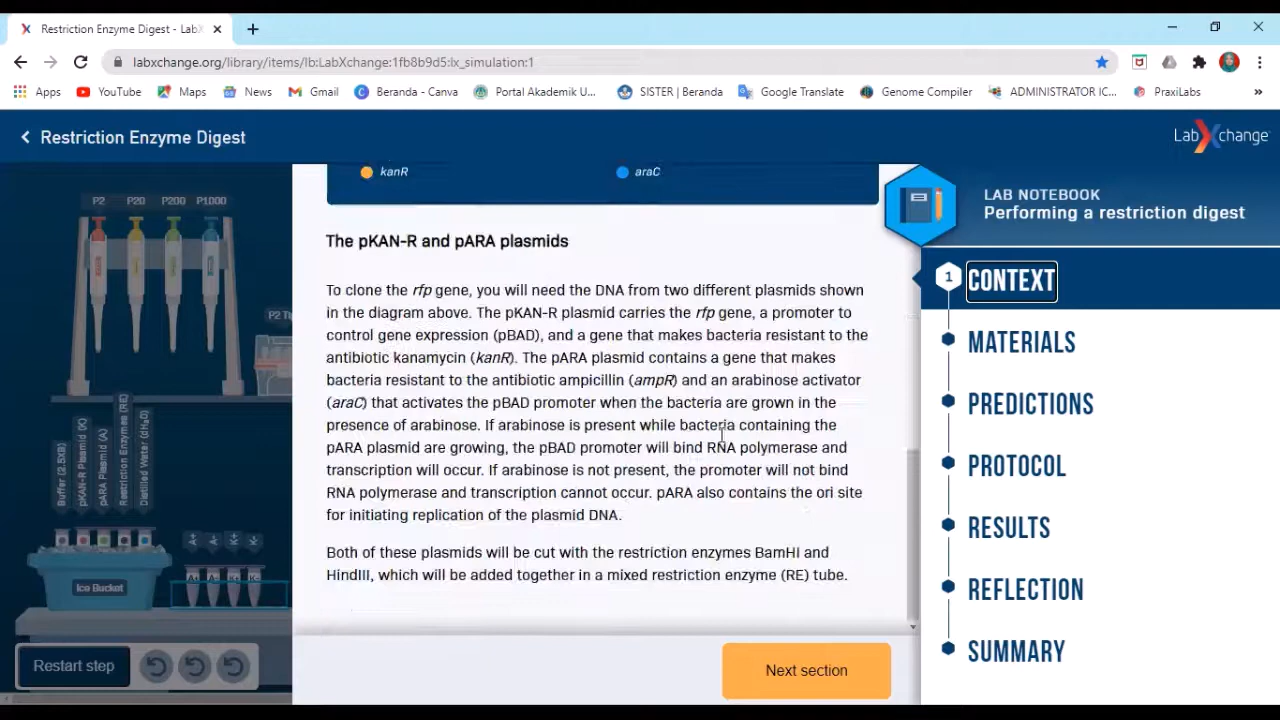 Restriction Enzyme Digest - LabX
labxchange.org/library/items/lb:LabXchange:1fb8b9d5:lx_simulation:1
Apps YouTube Maps News Gmail Beranda - Canva Portal Akademik U... SISTER | Beranda Google Translate Genome Compiler ADMINISTRATOR IC... PraxiLabs »
Restriction Enzyme Digest
LabXchange
P2 P20 P200 P1000
P2 Ti
Buffer (2.5XB)
pKAN-R Plasmid (K)
pARA Plasmid (A)
Restriction Enzymes (RE)
Distilled Water (dH₂O)
A+ A- K+ K-
A+ A- K+ K-
Ice Bucket
Restart step
kanR araC
The pKAN-R and pARA plasmids
To clone the rfp gene, you will need the DNA from two different plasmids shown
in the diagram above. The pKAN-R plasmid carries the rfp gene, a promoter to
control gene expression (pBAD), and a gene that makes bacteria resistant to the
antibiotic kanamycin (kanR). The pARA plasmid contains a gene that makes
bacteria resistant to the antibiotic ampicillin (ampR) and an arabinose activator
(araC) that activates the pBAD promoter when the bacteria are grown in the
presence of arabinose. If arabinose is present while bacteria containing the
pARA plasmid are growing, the pBAD promoter will bind RNA polymerase and
transcription will occur. If arabinose is not present, the promoter will not bind
RNA polymerase and transcription cannot occur. pARA also contains the ori site
for initiating replication of the plasmid DNA.
Both of these plasmids will be cut with the restriction enzymes BamHI and
HindIII, which will be added together in a mixed restriction enzyme (RE) tube.
Next section
LAB NOTEBOOK
Performing a restriction digest
1 CONTEXT
MATERIALS
PREDICTIONS
PROTOCOL
RESULTS
REFLECTION
SUMMARY